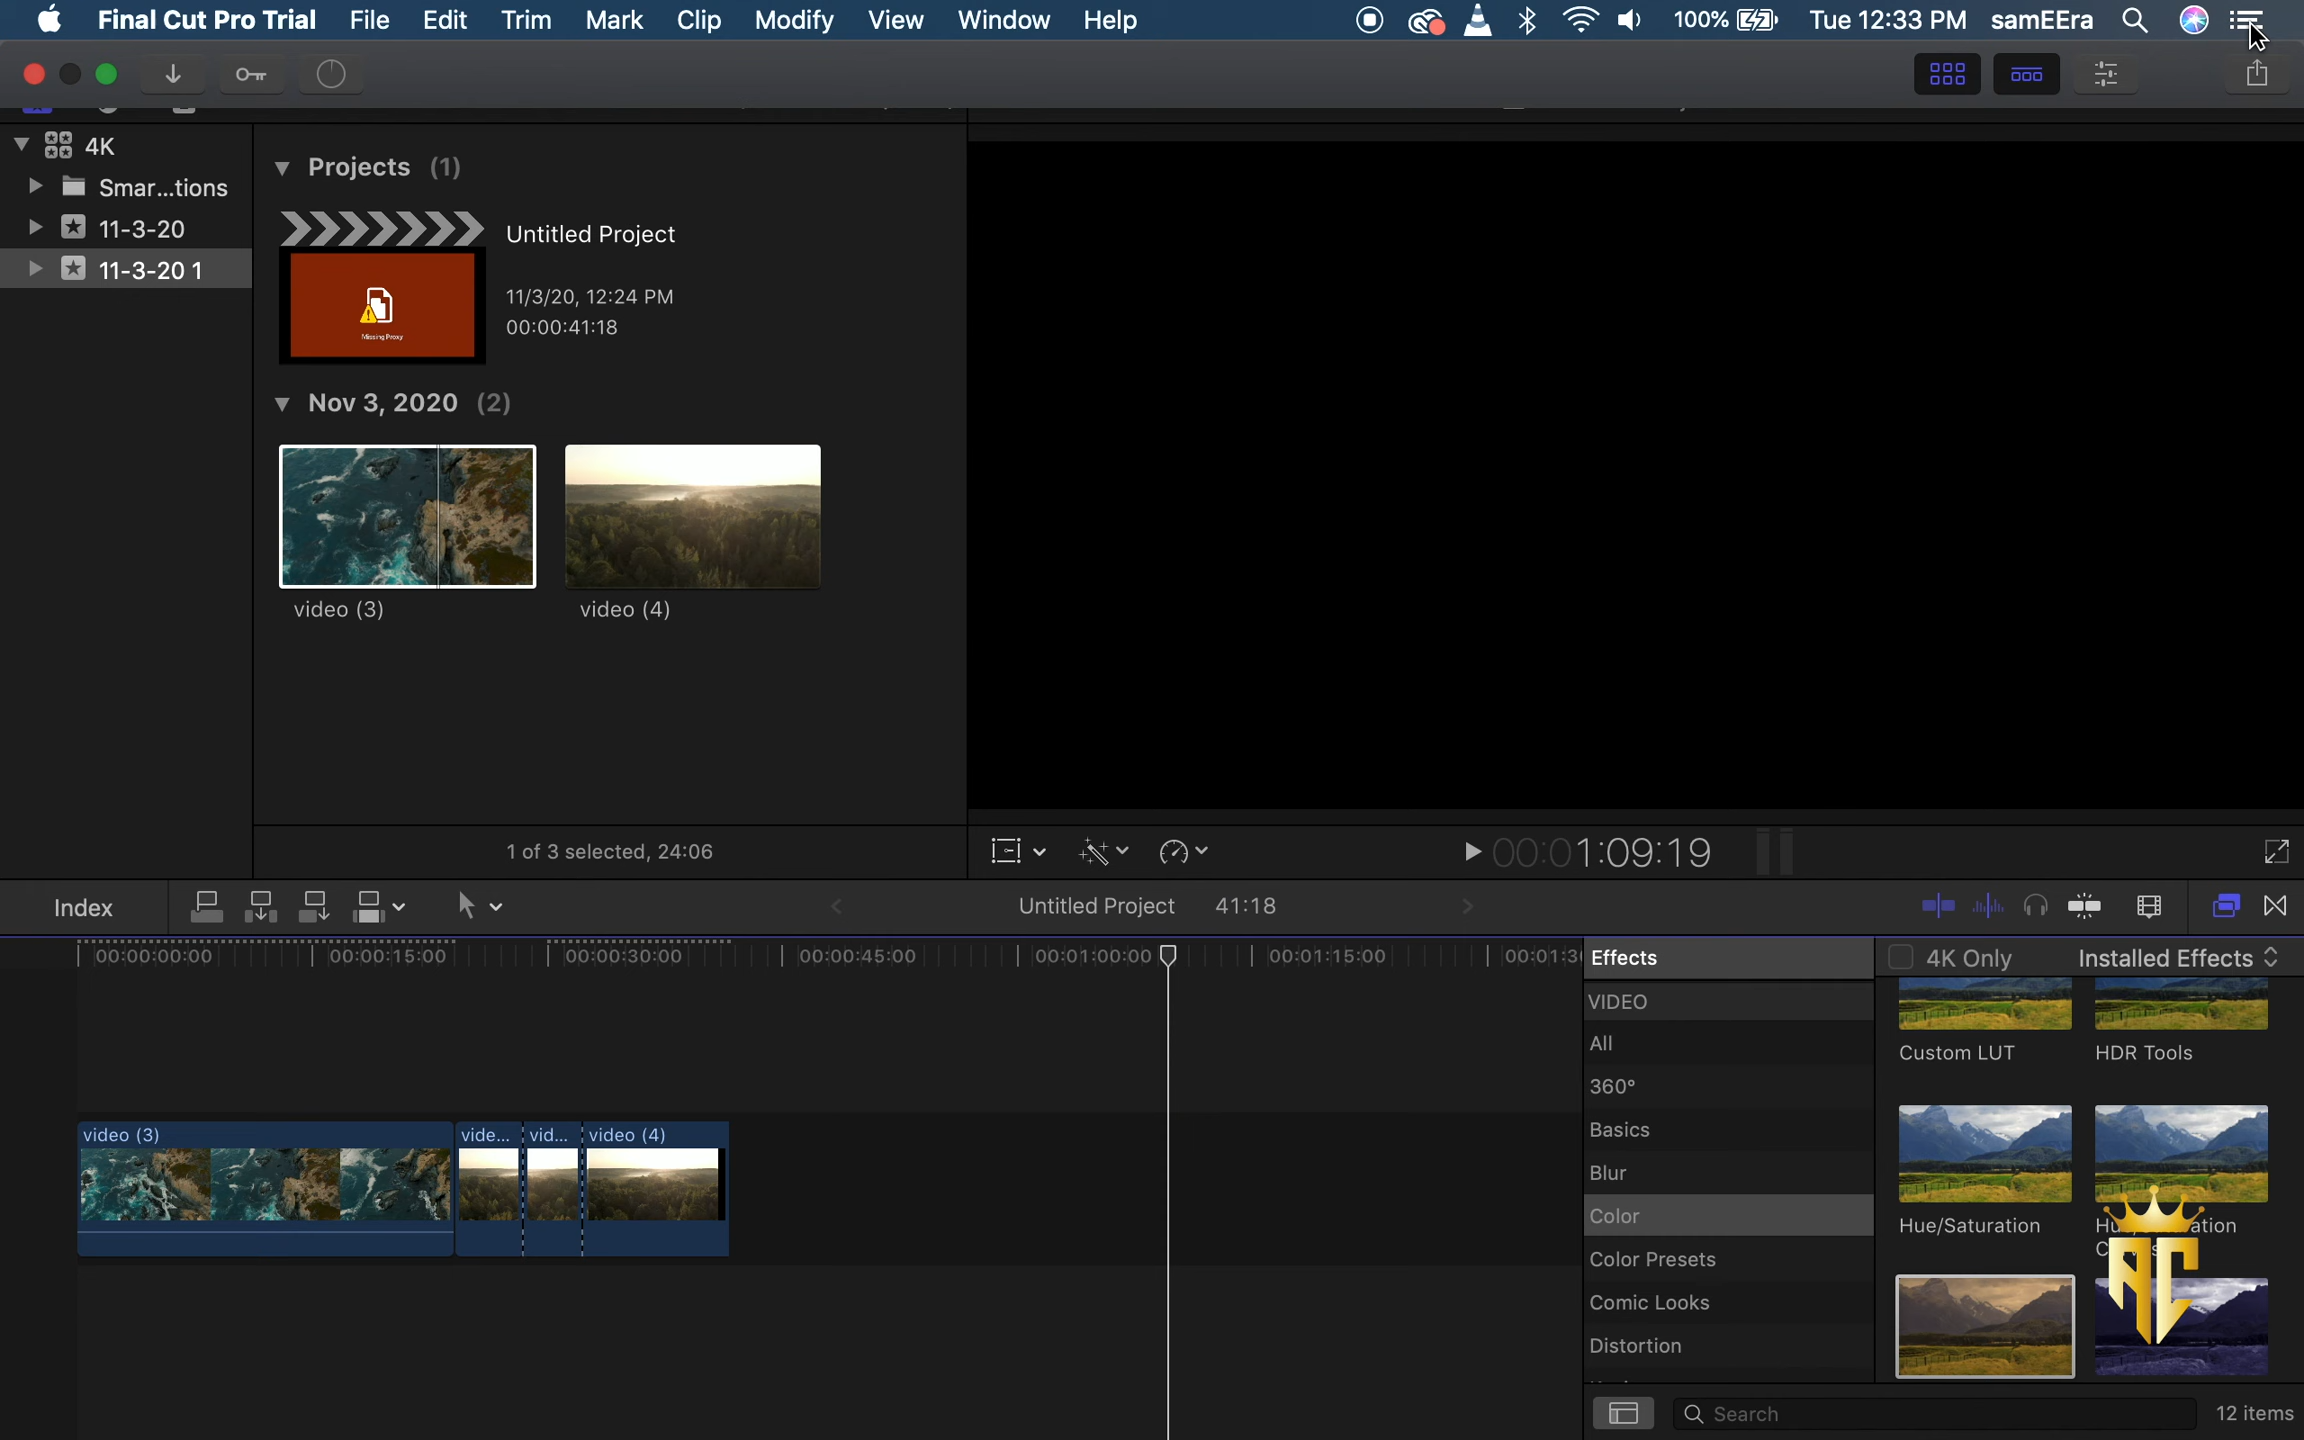 Final Cut Pro Trial File Edit Trim Mark Clip Modify View Window Help 100% Tue 12:33 PM samEEra
4K
Smar...tions
11-3-20
11-3-20 1
Projects (1)
Untitled Project
11/3/20, 12:24 PM
00:00:41:18
Missing Proxy
Nov 3, 2020 (2)
video (3)
video (4)
1 of 3 selected, 24:06
00:01:09:19
Index
Untitled Project 41:18
00:00:00:00 00:00:15:00 00:00:30:00 00:00:45:00 00:01:00:00 00:01:15:00 00:01:3
video (3)
vide...
vid...
video (4)
Effects
4K Only
Installed Effects
VIDEO
All
360°
Basics
Blur
Color
Color Presets
Comic Looks
Distortion
Custom LUT
HDR Tools
Hue/Saturation
AC
Search
12 items